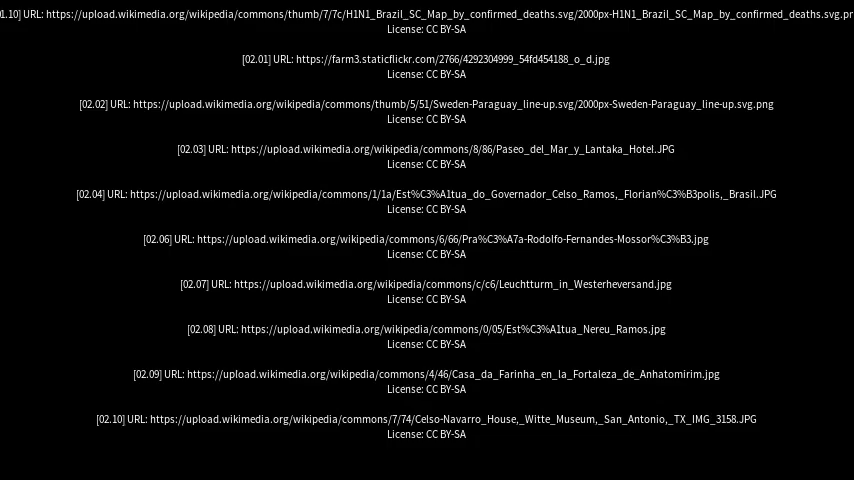 1.10] URL: https://upload.wikimedia.org/wikipedia/commons/thumb/7/7c/H1N1_Brazil_SC_Map_by_confirmed_deaths.svg/2000px-H1N1_Brazil_SC_Map_by_confirmed_deaths.svg.pr
License: CC BY-SA
[02.01] URL: https://farm3.staticflickr.com/2766/4292304999_54fd454188_o_d.jpg
License: CC BY-SA
[02.02] URL: https://upload.wikimedia.org/wikipedia/commons/thumb/5/51/Sweden-Paraguay_line-up.svg/2000px-Sweden-Paraguay_line-up.svg.png
License: CC BY-SA
[02.03] URL: https://upload.wikimedia.org/wikipedia/commons/8/86/Paseo_del_Mar_y_Lantaka_Hotel.JPG
License: CC BY-SA
[02.04] URL: https://upload.wikimedia.org/wikipedia/commons/1/1a/Est%C3%A1tua_do_Governador_Celso_Ramos,_Florian%C3%B3polis,_Brasil.JPG
License: CC BY-SA
[02.06] URL: https://upload.wikimedia.org/wikipedia/commons/6/66/Pra%C3%A7a-Rodolfo-Fernandes-Mossor%C3%B3.jpg
License: CC BY-SA
[02.07] URL: https://upload.wikimedia.org/wikipedia/commons/c/c6/Leuchtturm_in_Westerheversand.jpg
License: CC BY-SA
[02.08] URL: https://upload.wikimedia.org/wikipedia/commons/0/05/Est%C3%A1tua_Nereu_Ramos.jpg
License: CC BY-SA
[02.09] URL: https://upload.wikimedia.org/wikipedia/commons/4/46/Casa_da_Farinha_en_la_Fortaleza_de_Anhatomirim.jpg
License: CC BY-SA
[02.10] URL: https://upload.wikimedia.org/wikipedia/commons/7/74/Celso-Navarro_House,_Witte_Museum,_San_Antonio,_TX_IMG_3158.JPG
License: CC BY-SA